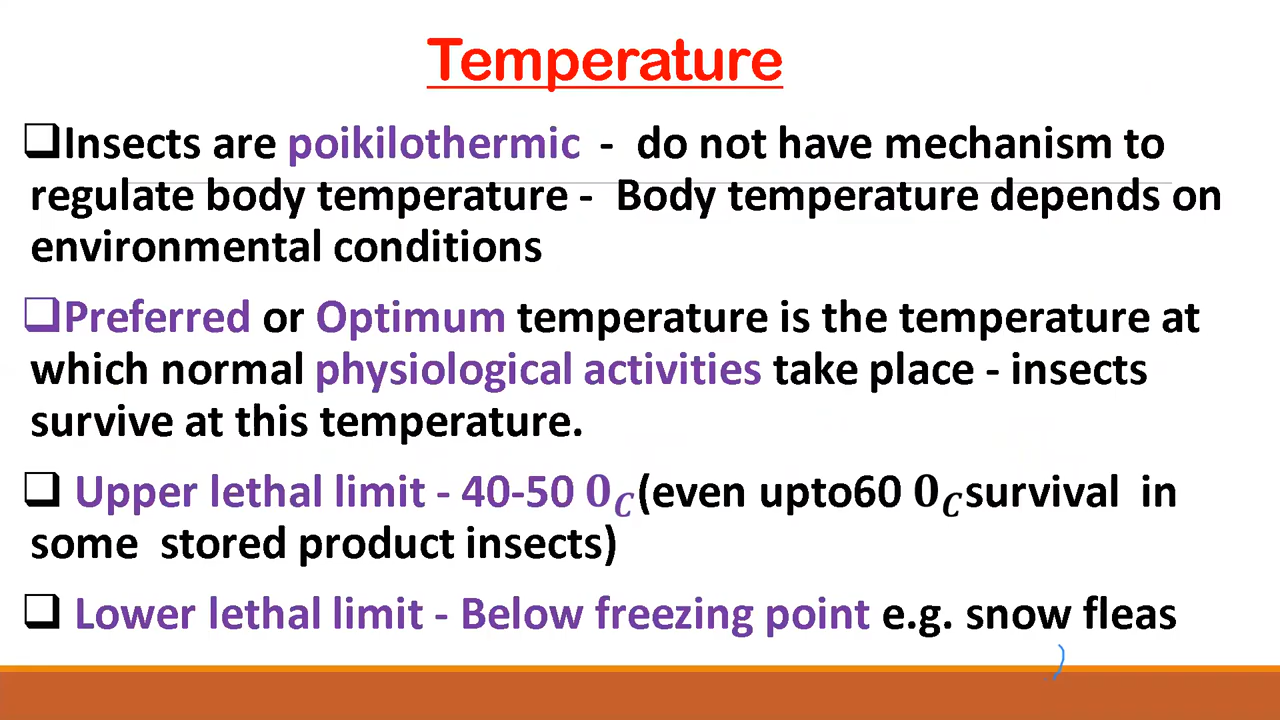 Temperature
❑Insects are poikilothermic - do not have mechanism to
regulate body temperature - Body temperature depends on
environmental conditions
❑Preferred or Optimum temperature is the temperature at
which normal physiological activities take place - insects
survive at this temperature.
❑ Upper lethal limit - 40-50 0C(even upto60 0Csurvival in
some stored product insects)
❑ Lower lethal limit - Below freezing point e.g. snow fleas